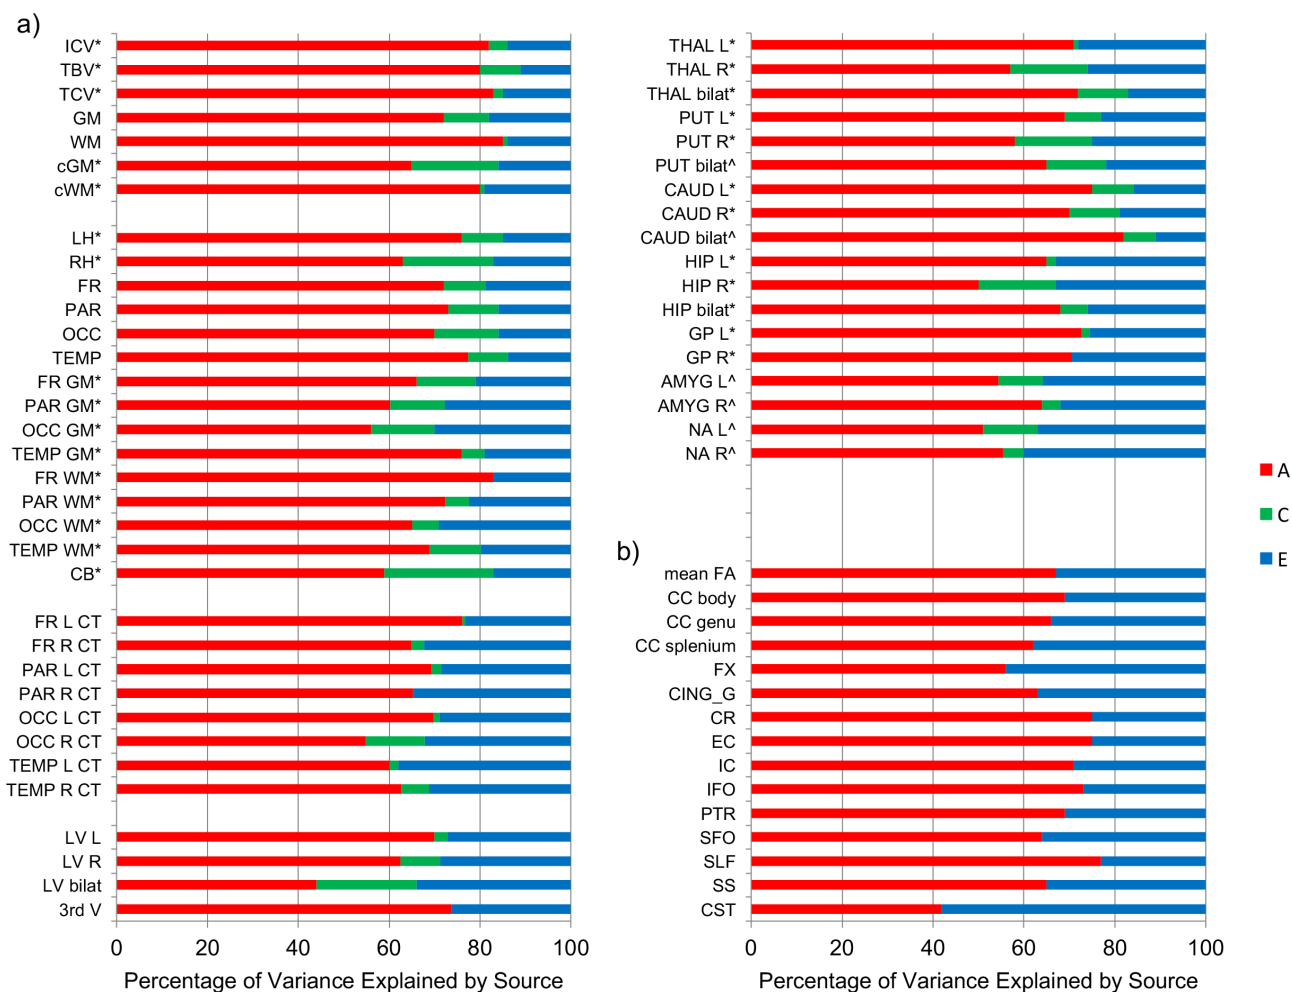 a)
ICV*
TBV*
TCV*
GM
WM
cGM*
cWM*
LH*
RH*
FR
PAR
OCC
TEMP
FR GM*
PAR GM*
OCC GM*
TEMP GM*
FR WM*
PAR WM*
OCC WM*
TEMP WM*
CB*
FR L CT
FR R CT
PAR L CT
PAR R CT
OCC L CT
OCC R CT
TEMP L CT
TEMP R CT
LV L
LV R
LV bilat
3rd V
0 20 40 60 80 100
Percentage of Variance Explained by Source
THAL L*
THAL R*
THAL bilat*
PUT L*
PUT R*
PUT bilat^
CAUD L*
CAUD R*
CAUD bilat^
HIP L*
HIP R*
HIP bilat*
GP L*
GP R*
AMYG L^
AMYG R^
NA L^
NA R^
b)
mean FA
CC body
CC genu
CC splenium
FX
CING_G
CR
EC
IC
IFO
PTR
SFO
SLF
SS
CST
0 20 40 60 80 100
Percentage of Variance Explained by Source
A
C
E